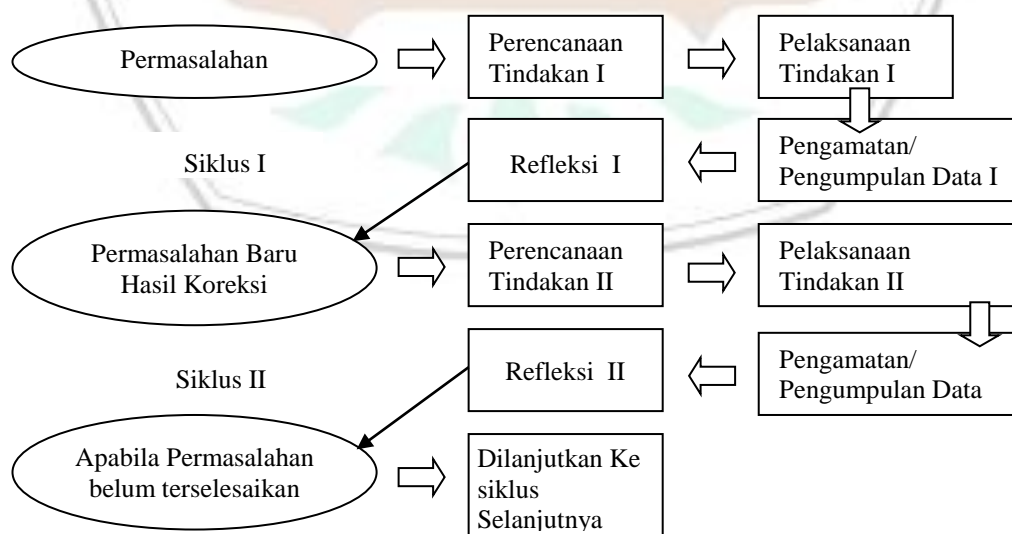 Permasalahan
Perencanaan
Tindakan I
Pelaksanaan
Tindakan I
Siklus I
Refleksi I
Pengamatan/
Pengumpulan Data I
Permasalahan Baru
Hasil Koreksi
Perencanaan
Tindakan II
Pelaksanaan
Tindakan II
Siklus II
Refleksi II
Pengamatan/
Pengumpulan Data
Apabila Permasalahan
belum terselesaikan
Dilanjutkan Ke
siklus
Selanjutnya